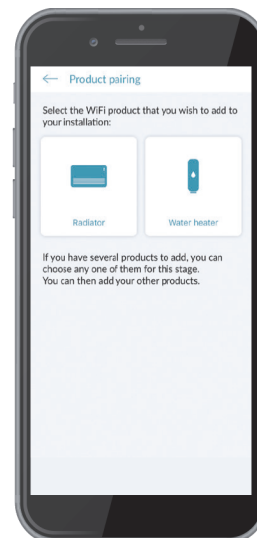 ← Product pairing
Select the WiFi product that you wish to add to
your installation:
Radiator Water heater
If you have several products to add, you can
choose any one of them for this stage.
You can then add your other products.